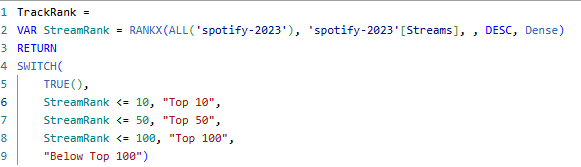 1 TrackRank =
2 VAR StreamRank = RANKX(ALL('spotify-2023'), 'spotify-2023'[Streams], , DESC, Dense)
3 RETURN
4 SWITCH(
5     TRUE(),
6     StreamRank <= 10, "Top 10",
7     StreamRank <= 50, "Top 50",
8     StreamRank <= 100, "Top 100",
9     "Below Top 100")